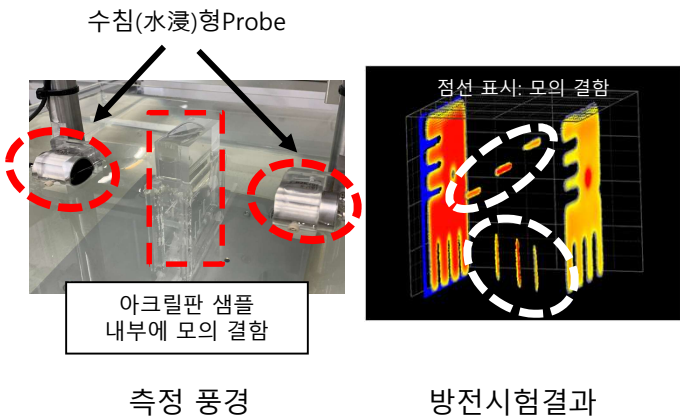 수침(水浸)형Probe
점선 표시: 모의 결함
아크릴판 샘플
내부에 모의 결함
측정 풍경
방전시험결과